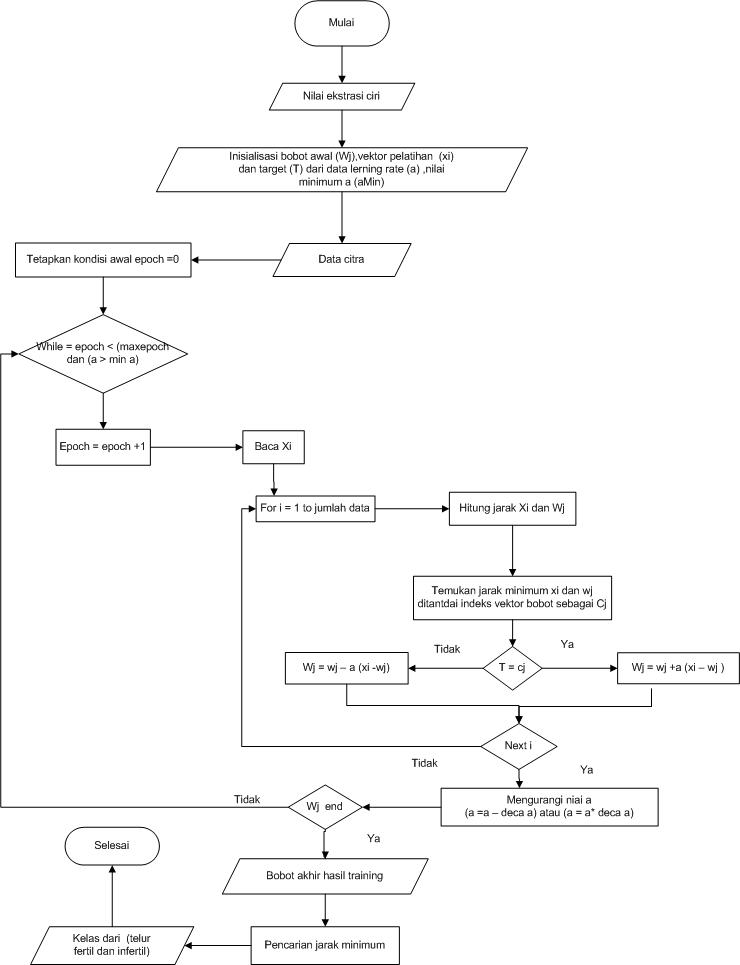 Mulai
Nilai ekstrasi ciri
Inisialisasi bobot awal (Wj),vektor pelatihan (xi)
dan target (T) dari data lerning rate (a) ,nilai
minimum a (aMin)
Data citra
Tetapkan kondisi awal epoch =0
While = epoch < (maxepoch
dan (a > min a)
Epoch = epoch +1
Baca Xi
For i = 1 to jumlah data
Hitung jarak Xi dan Wj
Temukan jarak minimum xi dan wj
ditantdai indeks vektor bobot sebagai Cj
Tidak
Ya
Wj = wj – a (xi -wj)
T = cj
Wj = wj +a (xi – wj )
Next i
Tidak
Ya
Mengurangi niai a
(a =a – deca a) atau (a = a* deca a)
Tidak
Wj end
Ya
Bobot akhir hasil training
Pencarian jarak minimum
Kelas dari (telur
fertil dan infertil)
Selesai